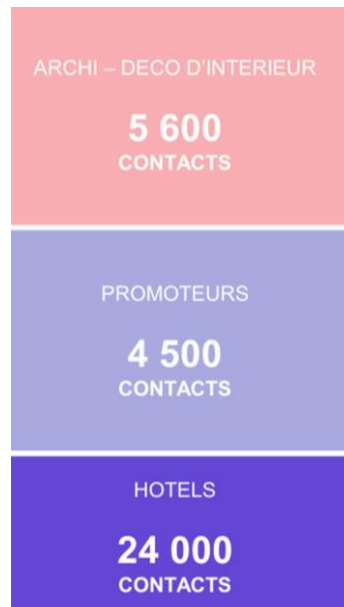 ARCHI – DECO D'INTERIEUR
5 600
CONTACTS
PROMOTEURS
4 500
CONTACTS
HOTELS
24 000
CONTACTS